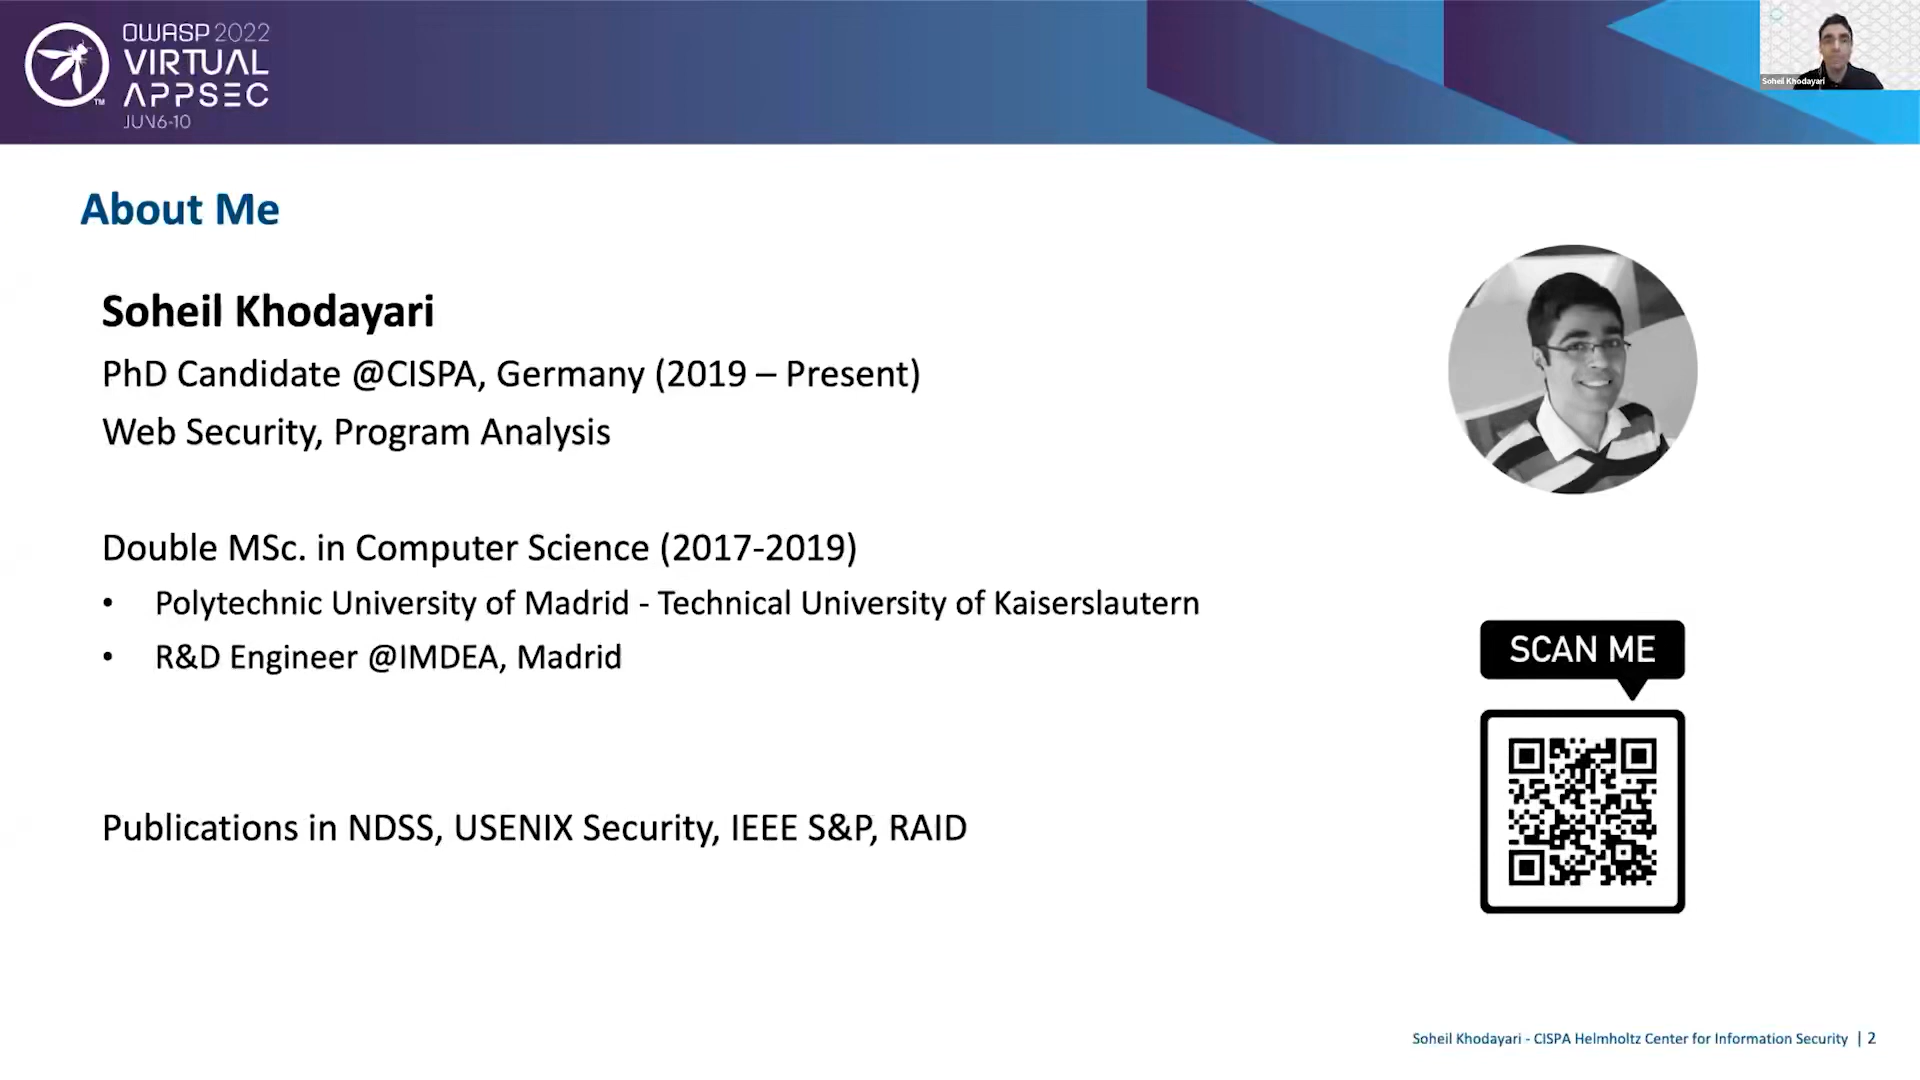 OWASP 2022
VIRTUAL
APPSEC
TM
JUN6-10
Soheil Khodayari
About Me
Soheil Khodayari
PhD Candidate @CISPA, Germany (2019 – Present)
Web Security, Program Analysis
Double MSc. in Computer Science (2017-2019)
• Polytechnic University of Madrid - Technical University of Kaiserslautern
• R&D Engineer @IMDEA, Madrid
SCAN ME
Publications in NDSS, USENIX Security, IEEE S&P, RAID
Soheil Khodayari - CISPA Helmholtz Center for Information Security | 2